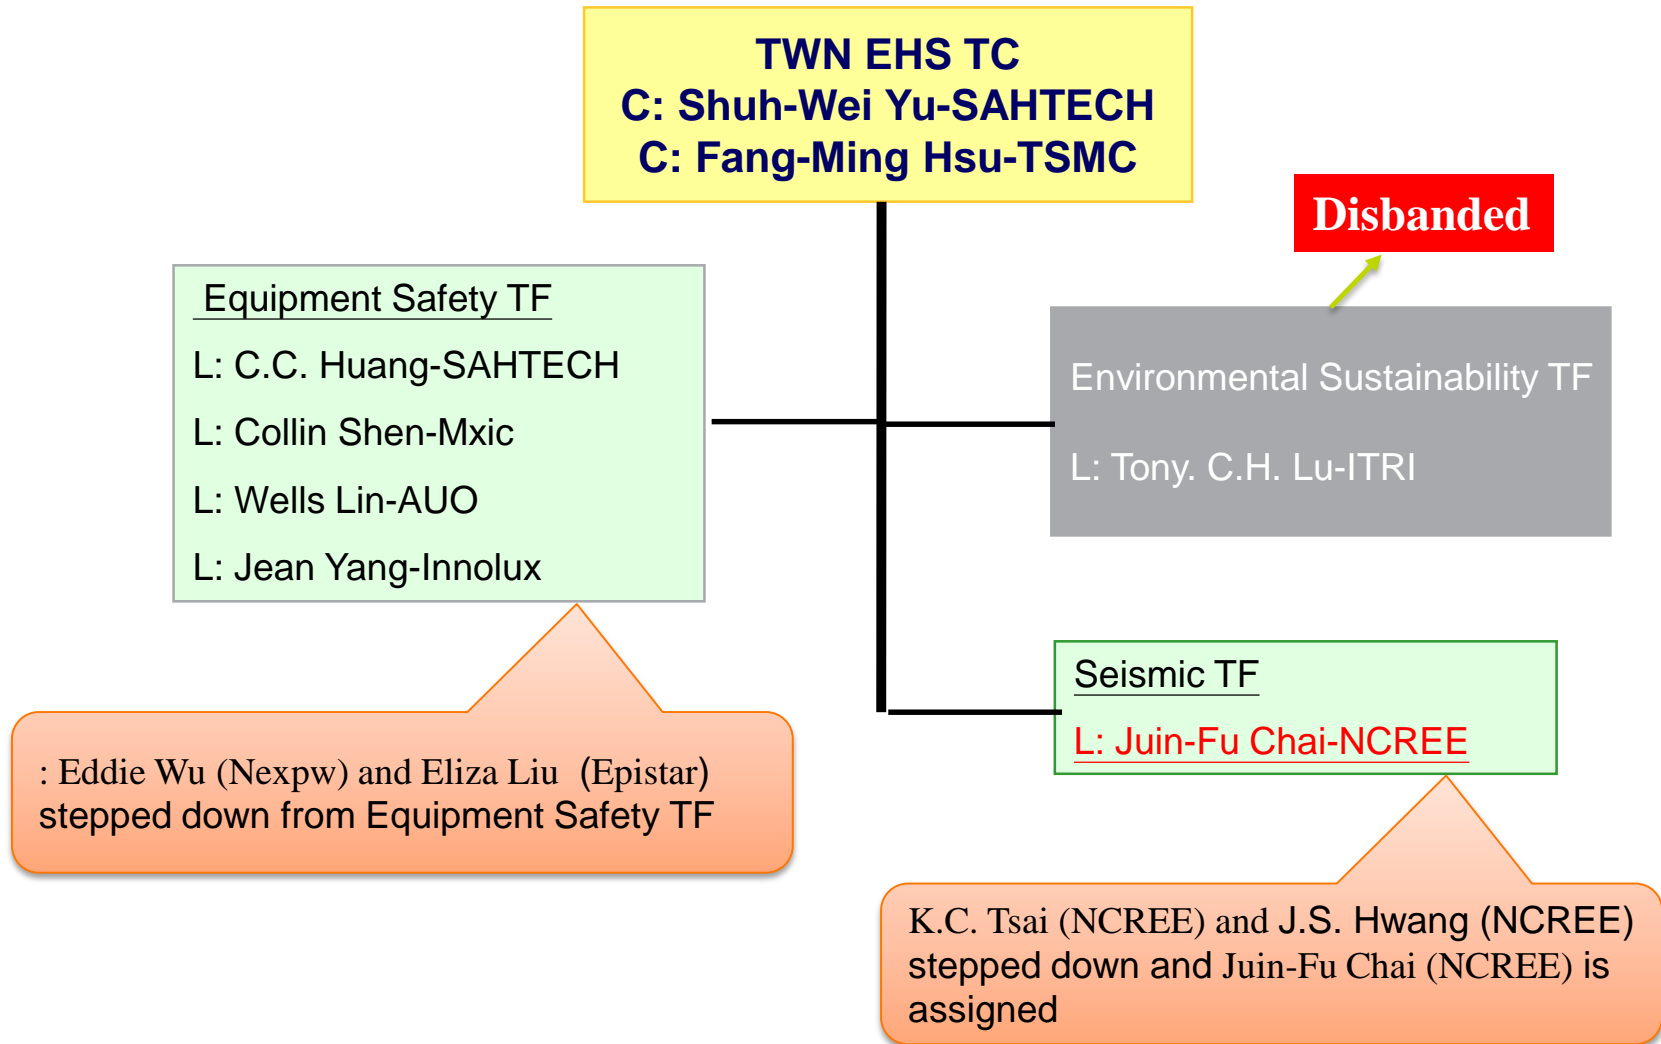 TWN EHS TC
C: Shuh-Wei Yu-SAHTECH
C: Fang-Ming Hsu-TSMC
Disbanded
Equipment Safety TF
L: C.C. Huang-SAHTECH
L: Collin Shen-Mxic
L: Wells Lin-AUO
L: Jean Yang-Innolux
Environmental Sustainability TF
L: Tony. C.H. Lu-ITRI
Seismic TF
L: Juin-Fu Chai-NCREE
: Eddie Wu (Nexpw) and Eliza Liu (Epistar)
stepped down from Equipment Safety TF
K.C. Tsai (NCREE) and J.S. Hwang (NCREE)
stepped down and Juin-Fu Chai (NCREE) is
assigned